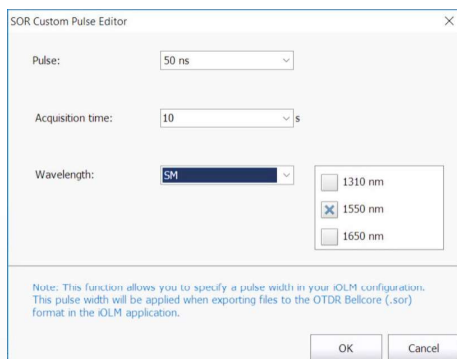 SOR Custom Pulse Editor
Pulse: 50 ns
Acquisition time: 10 s
Wavelength: SM
1310 nm
1550 nm
1650 nm
Note: This function allows you to specify a pulse width in your iOLM configuration.
This pulse width will be applied when exporting files to the OTDR Bellcore (.sor)
format in the iOLM application.
OK Cancel